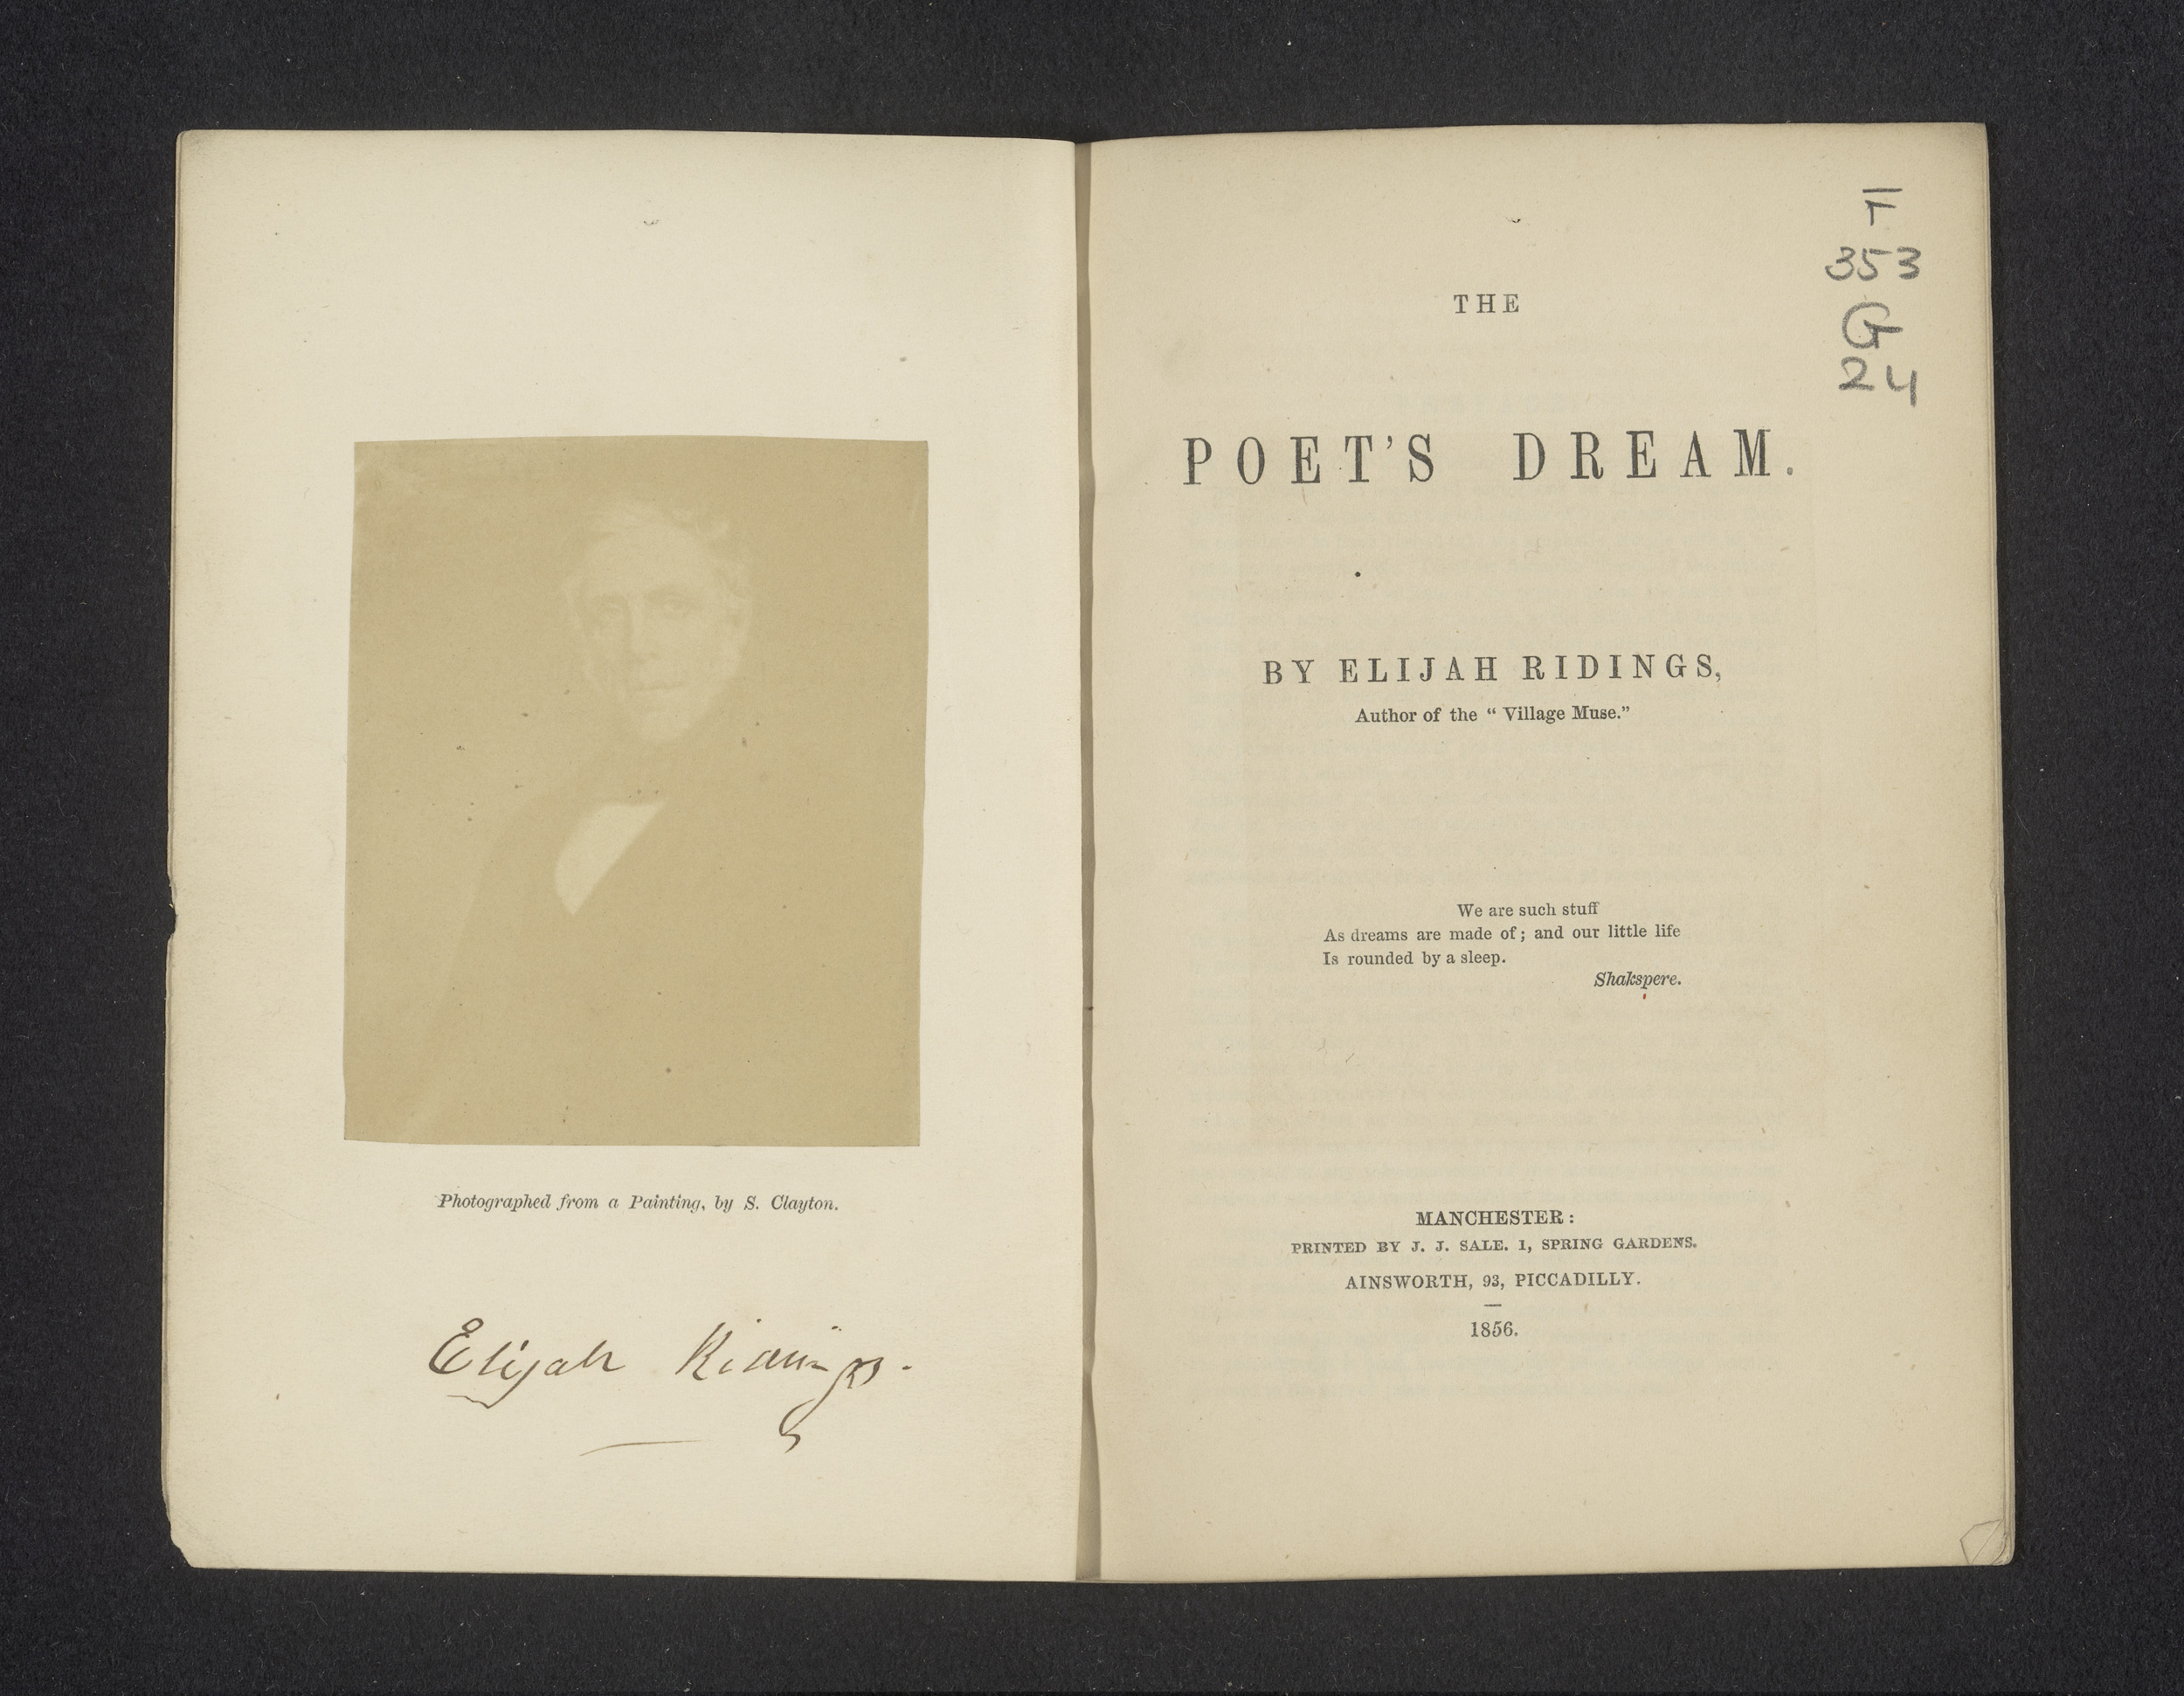 Photographed from a Painting, by S. Clayton.
Elijah Ridings.
F
353
G
24
THE
POET'S DREAM.
BY ELIJAH RIDINGS,
Author of the “Village Muse.”
We are such stuff
As dreams are made of; and our little life
Is rounded by a sleep.
Shakspere.
MANCHESTER:
PRINTED BY J. J. SALE. 1, SPRING GARDENS.
AINSWORTH, 93, PICCADILLY.
1856.